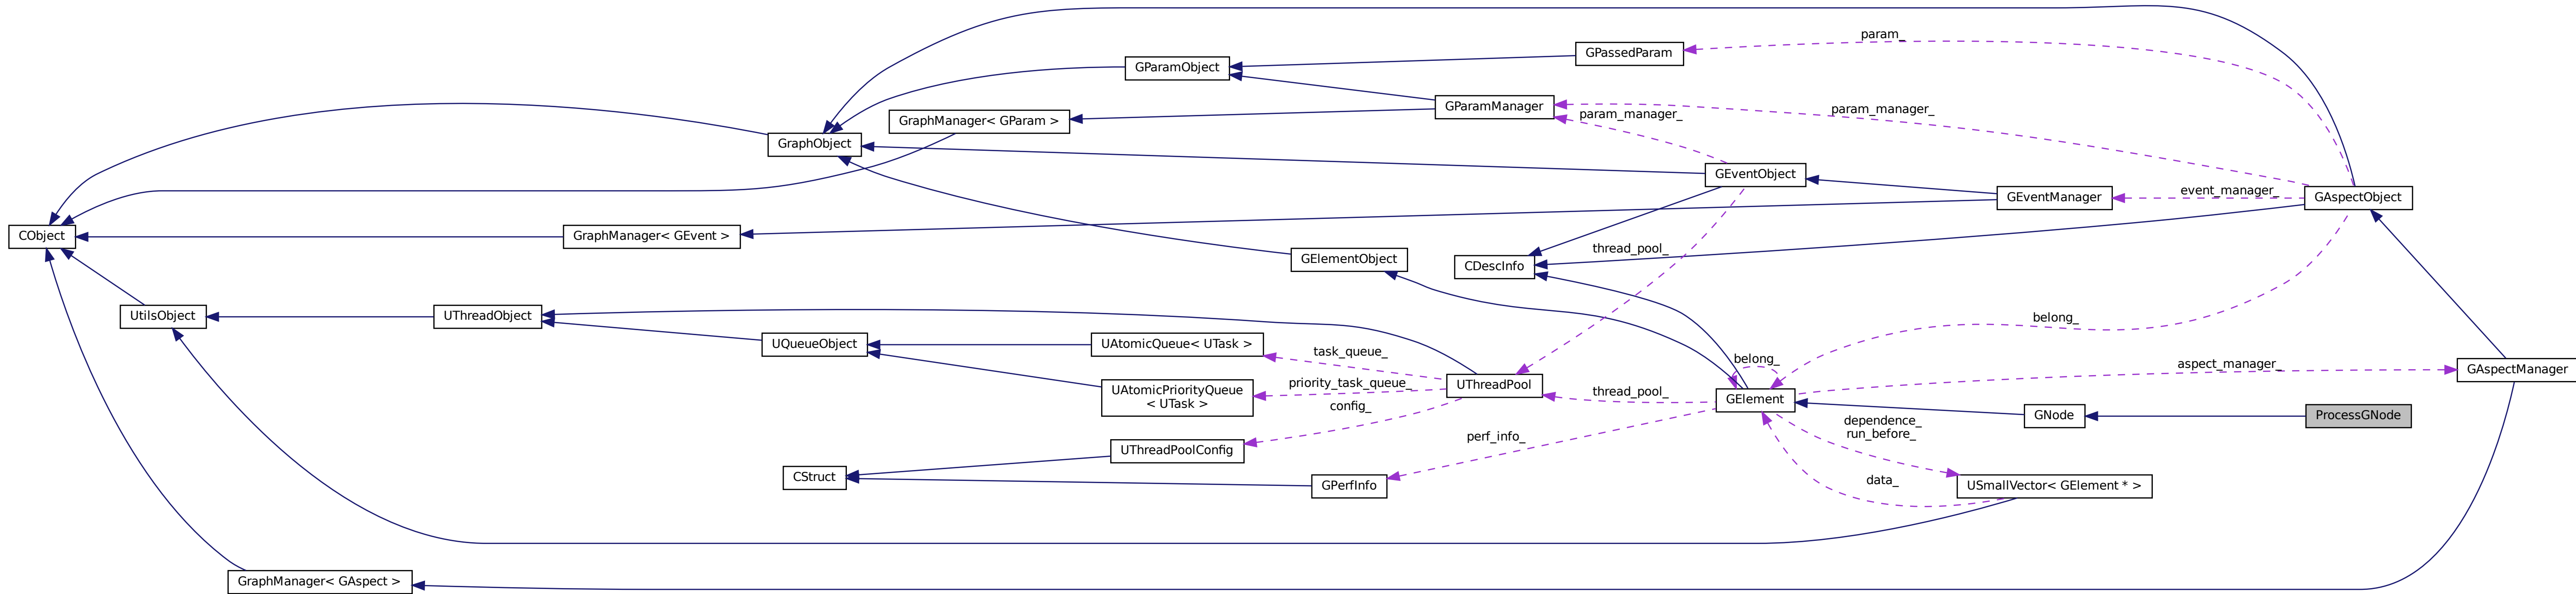 param_
GPassedParam
GParamObject
GParamManager
param_manager_
param_manager_
GraphManager< GParam >
GraphObject
GEventObject
event_manager_
GEventManager
GAspectObject
CObject
GraphManager< GEvent >
thread_pool_
GElementObject
CDescInfo
UtilsObject
UThreadObject
belong_
UQueueObject
UAtomicQueue< UTask >
task_queue_
belong_
aspect_manager_
GAspectManager
UAtomicPriorityQueue
< UTask >
priority_task_queue_
UThreadPool
thread_pool_
GElement
config_
GNode
ProcessGNode
dependence_
run_before_
perf_info_
UThreadPoolConfig
CStruct
GPerfInfo
data_
USmallVector< GElement * >
GraphManager< GAspect >